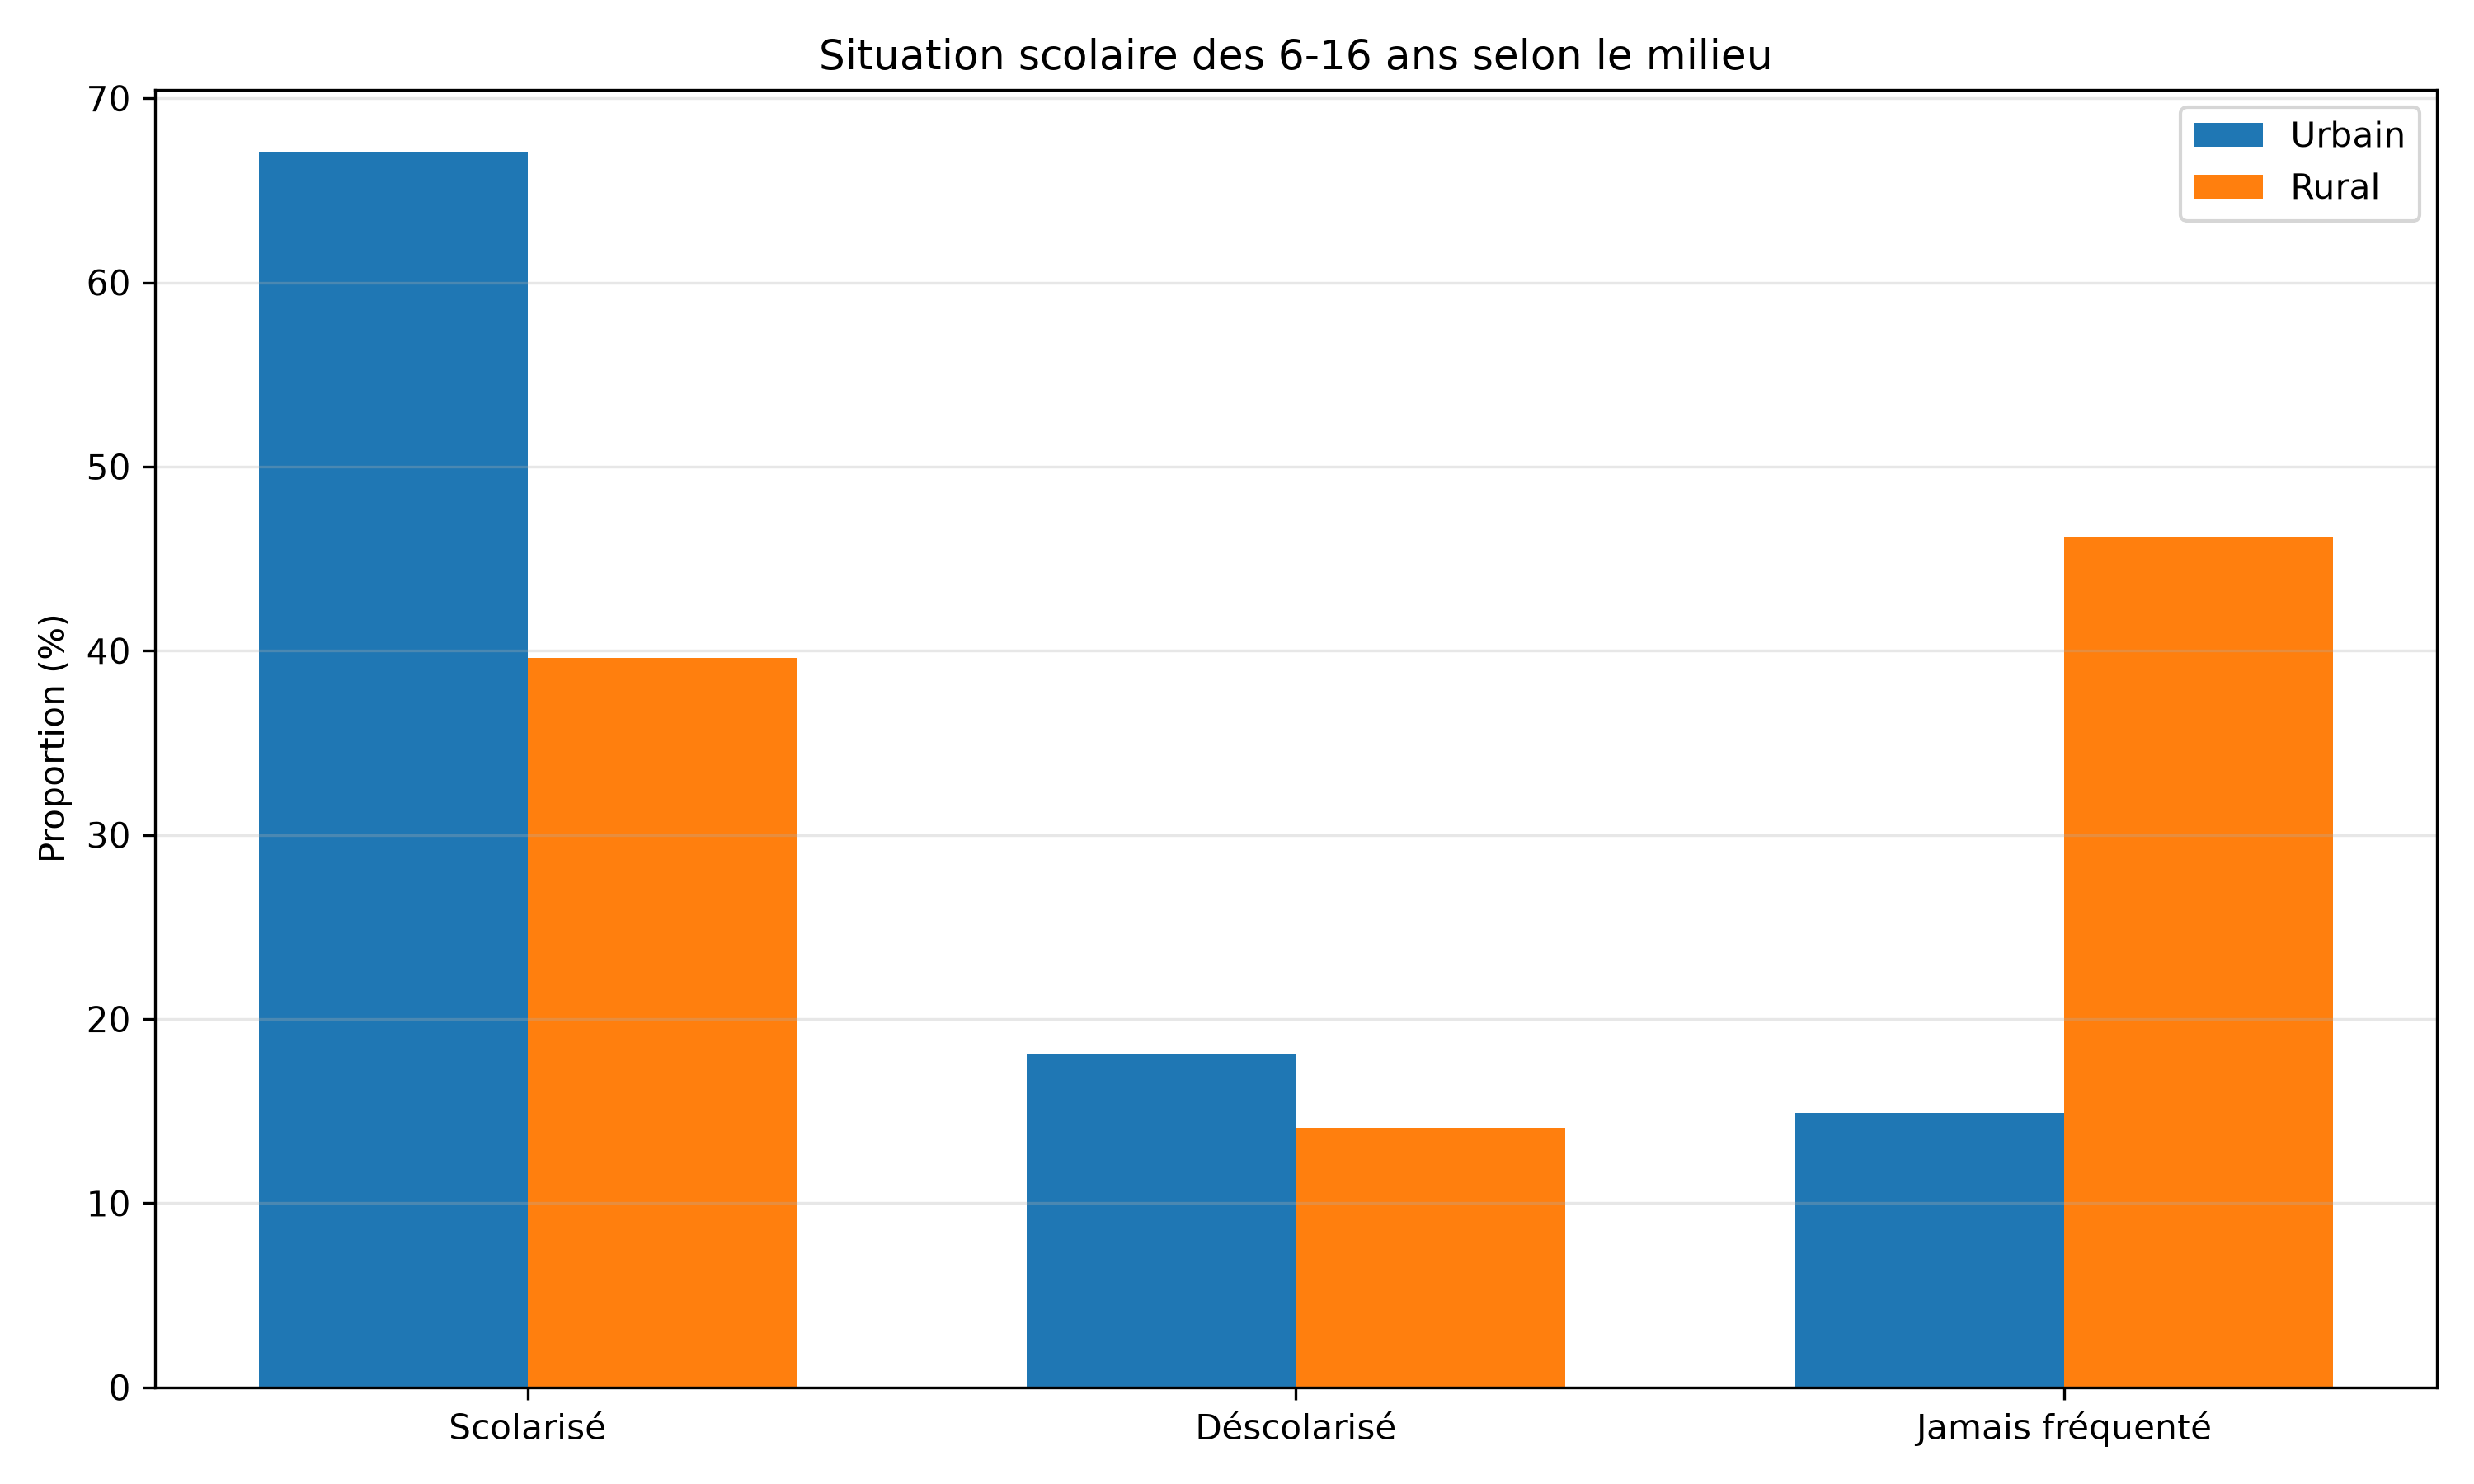 Situation scolaire des 6-16 ans selon le milieu
Urbain
Rural
Proportion (%)
70
60
50
40
30
20
10
0
Scolarisé
Déscolarisé
Jamais fréquenté